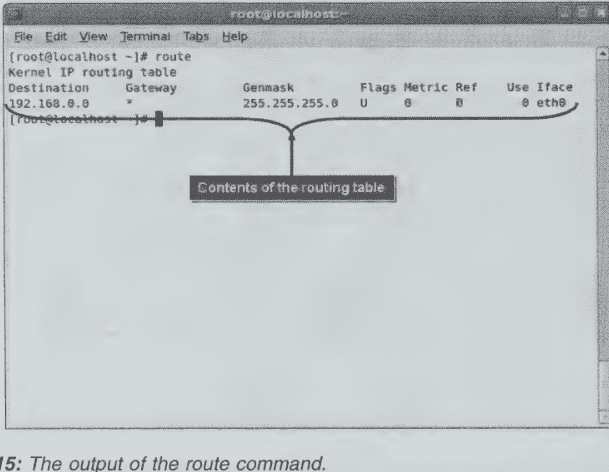 root@localhost:~
File Edit View Terminal Tabs Help
[root@localhost ~]# route
Kernel IP routing table
Destination Gateway Genmask Flags Metric Ref Use Iface
192.168.0.0 * 255.255.255.0 U 0 0 0 eth0
[root@localhost ~]#
Contents of the routing table
15: The output of the route command.